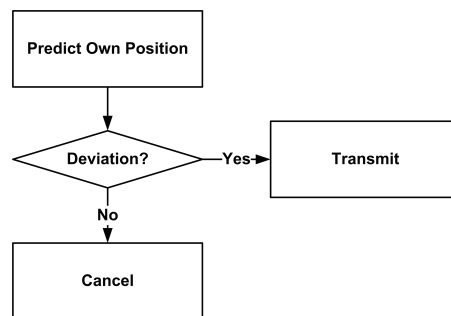 Predict Own Position
Deviation?
Yes
Transmit
No
Cancel